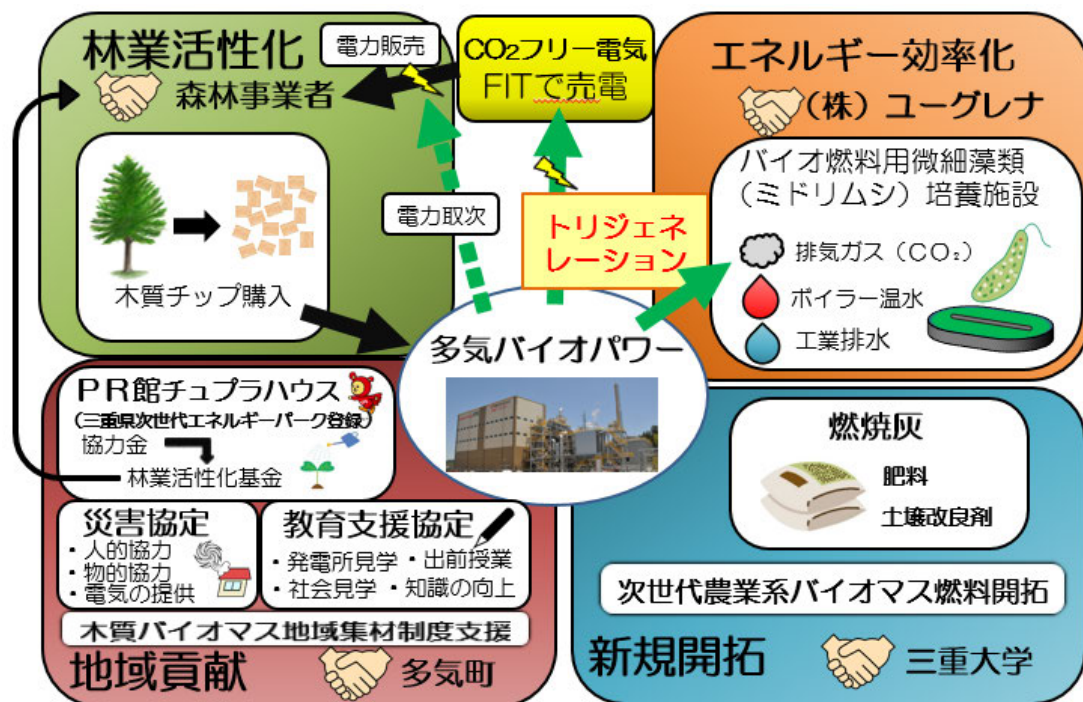 林業活性化
森林事業者
電力販売
CO₂フリー電気
FITで売電
木質チップ購入
電力取次
トリジェネ
レーション
エネルギー効率化
(株)ユーグレナ
バイオ燃料用微細藻類
(ミドリムシ)培養施設
排気ガス(CO₂)
ボイラー温水
工業排水
多気バイオパワー
PR館チュプラハウス
(三重県次世代エネルギーパーク登録)
協力金
林業活性化基金
災害協定
・人的協力
・物的協力
・電気の提供
教育支援協定
・発電所見学 ・出前授業
・社会見学 ・知識の向上
木質バイオマス地域集材制度支援
地域貢献
多気町
燃焼灰
肥料
土壌改良剤
次世代農業系バイオマス燃料開拓
新規開拓
三重大学